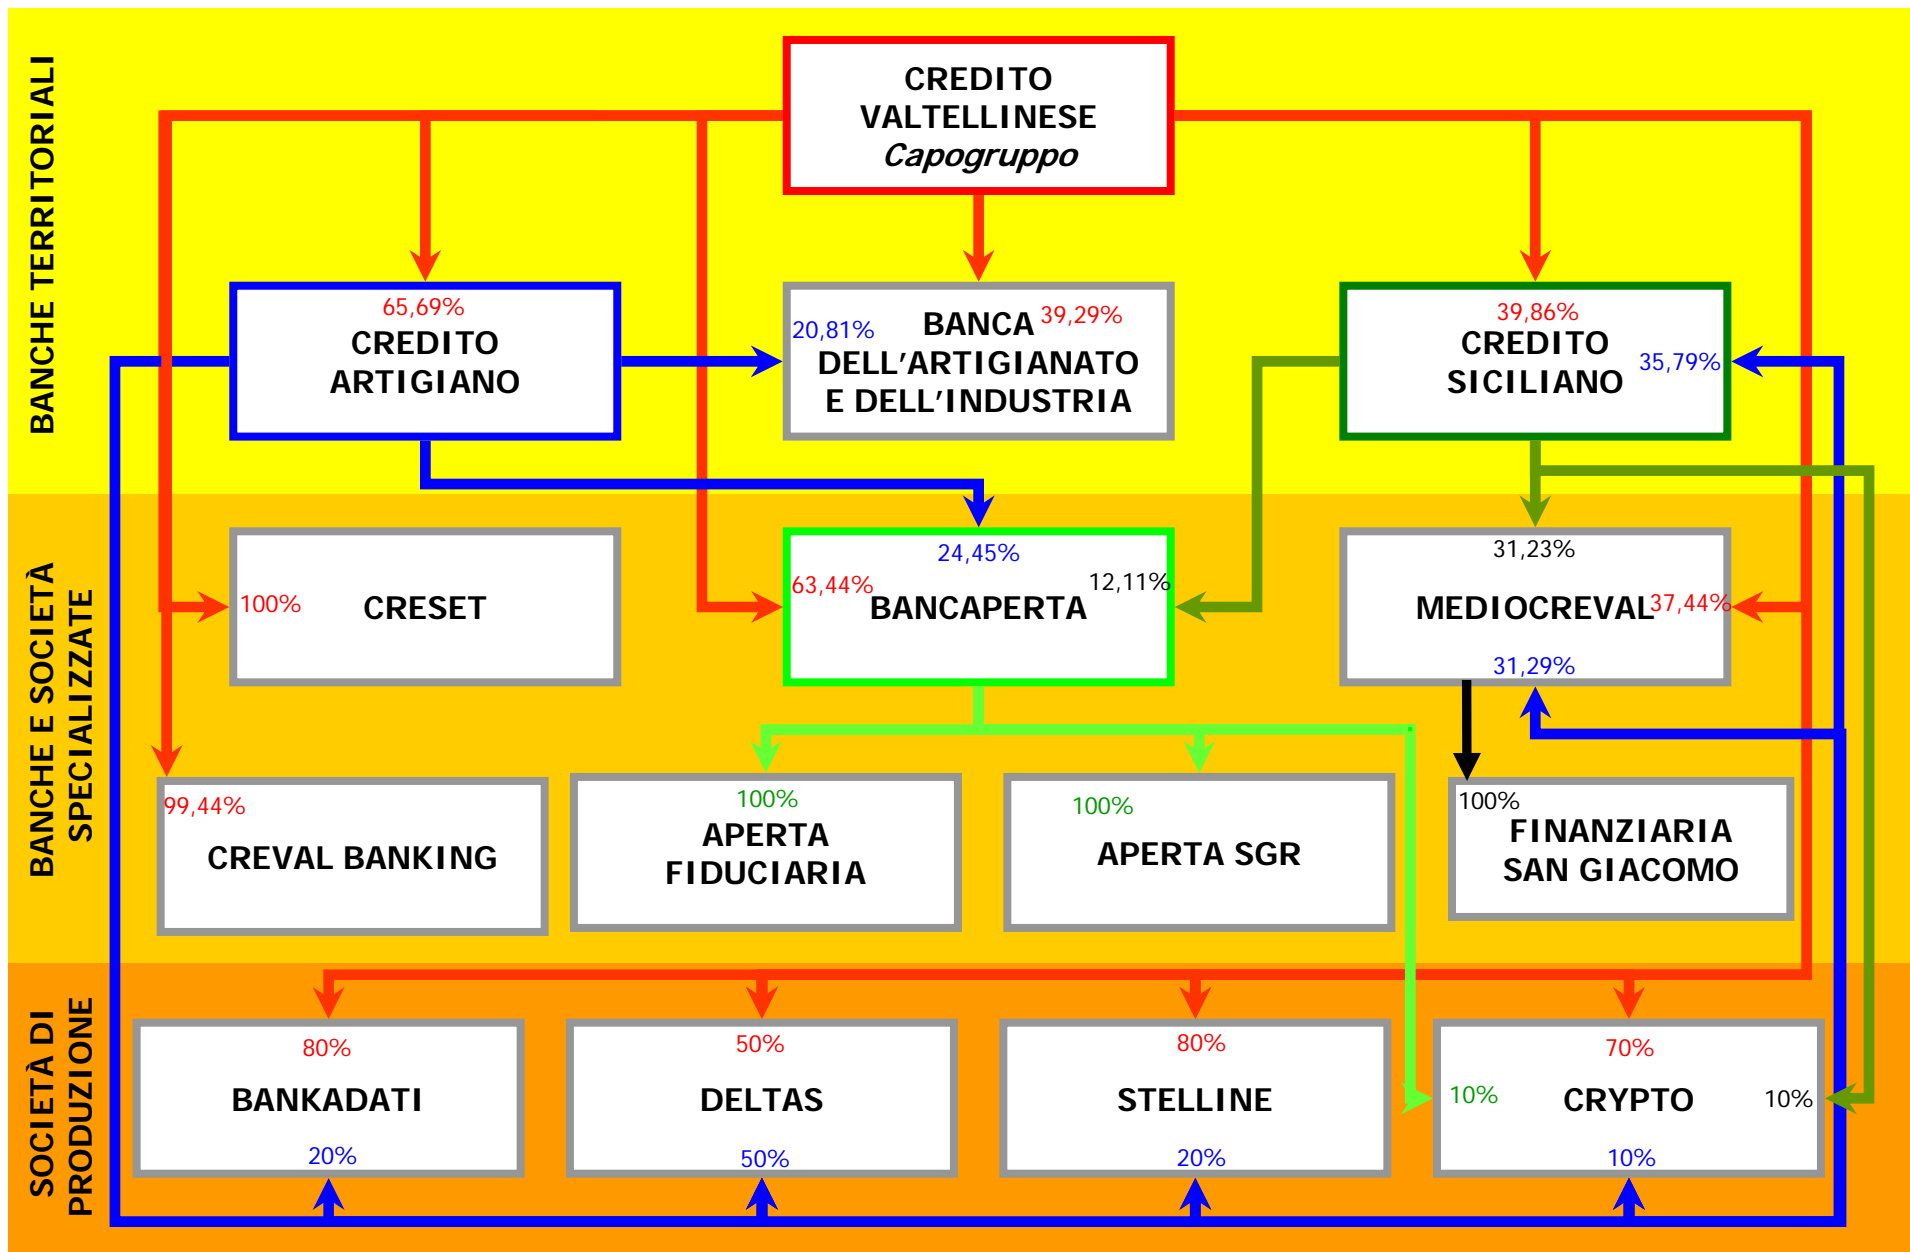 BANCHE TERRITORIALI
CREDITO
VALTELLINESE
Capogruppo
65,69%
CREDITO
ARTIGIANO
20,81%
39,29%
BANCA
DELL'ARTIGIANATO
E DELL'INDUSTRIA
39,86%
CREDITO
SICILIANO
35,79%
BANCHE E SOCIETÀ
SPECIALIZZATE
100%
CRESET
24,45%
63,44%
12,11%
BANCAPERTA
31,23%
MEDIOCREVAL
37,44%
31,29%
99,44%
CREVAL BANKING
100%
APERTA
FIDUCIARIA
100%
APERTA SGR
100%
FINANZIARIA
SAN GIACOMO
SOCIETÀ DI
PRODUZIONE
80%
BANKADATI
20%
50%
DELTAS
50%
80%
STELLINE
20%
70%
10%
CRYPTO
10%
10%